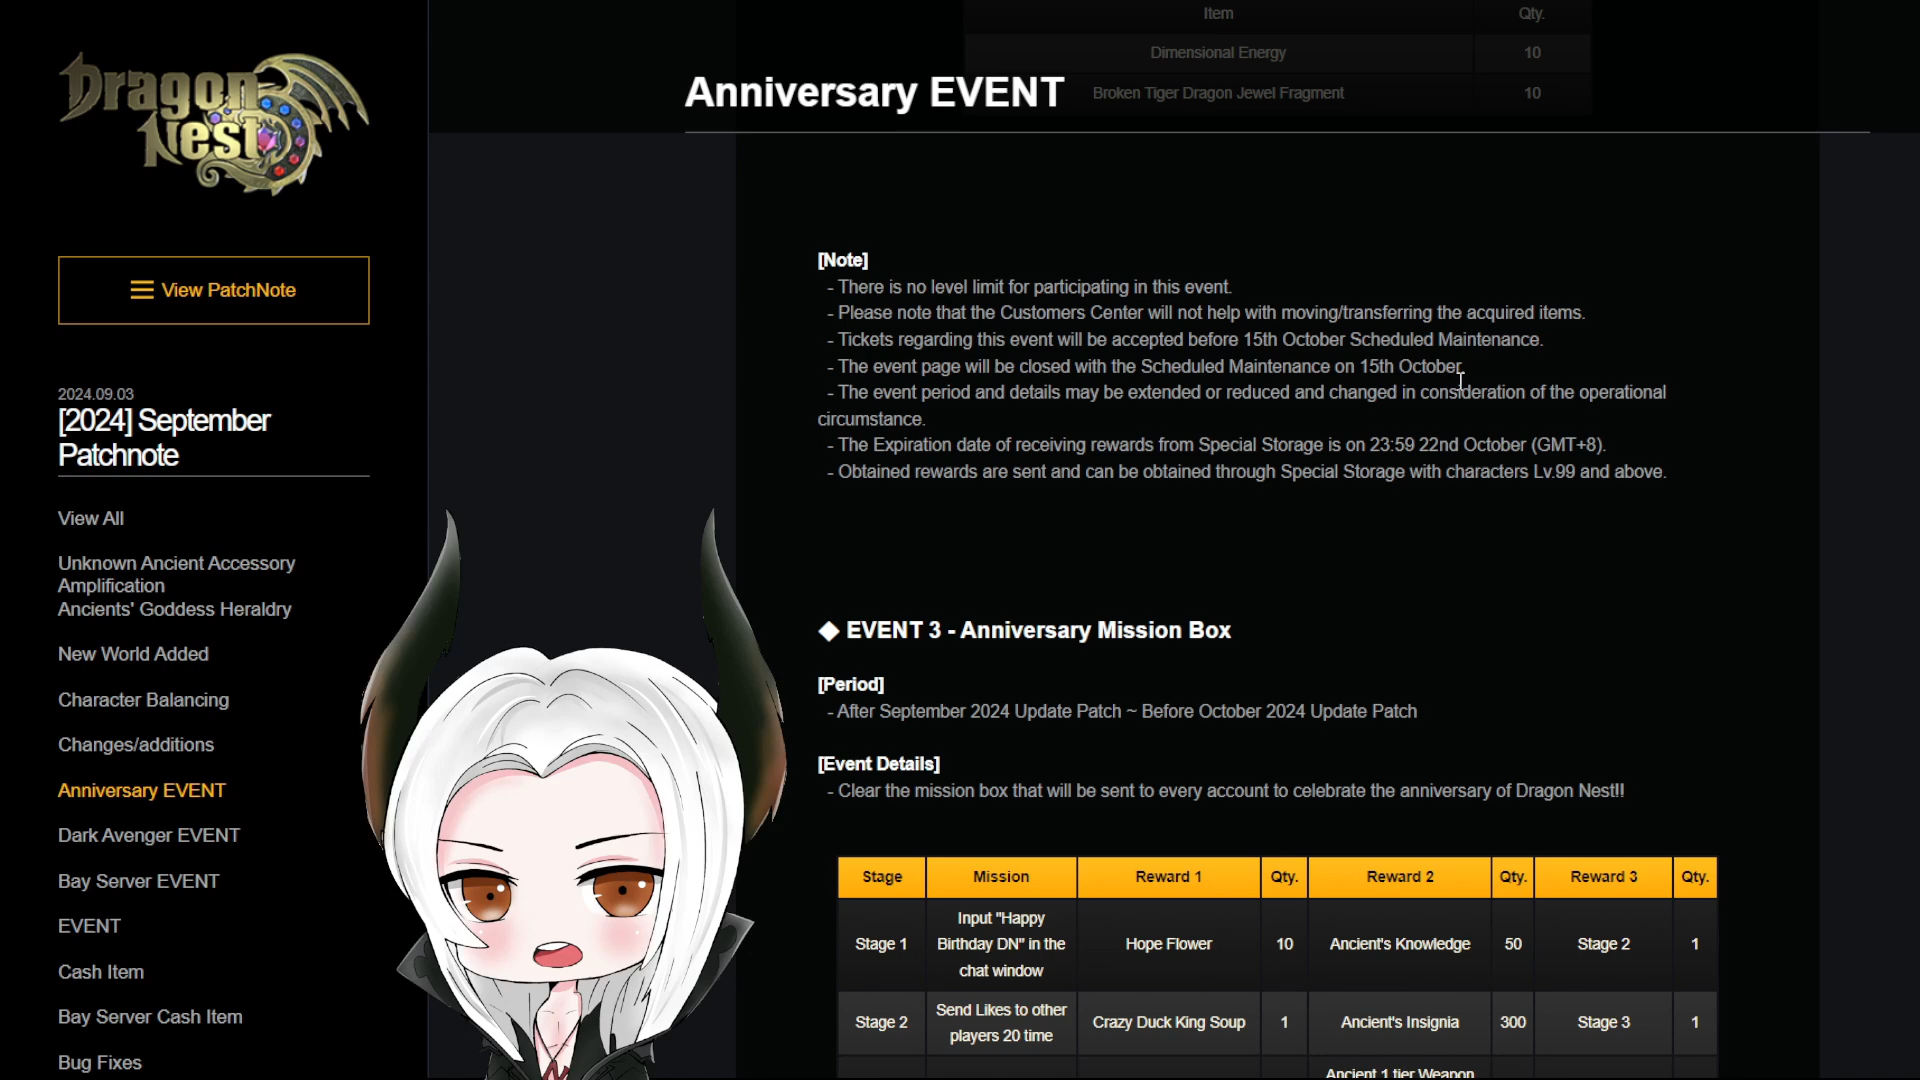 Dragon
Nest
View PatchNote
2024.09.03
[2024] September
Patchnote
View All
Unknown Ancient Accessory
Amplification
Ancients' Goddess Heraldry
New World Added
Character Balancing
Changes/additions
Anniversary EVENT
Dark Avenger EVENT
Bay Server EVENT
EVENT
Cash Item
Bay Server Cash Item
Bug Fixes
Item Qty.
Dimensional Energy 10
Anniversary EVENT
Broken Tiger Dragon Jewel Fragment 10
[Note]
- There is no level limit for participating in this event.
- Please note that the Customers Center will not help with moving/transferring the acquired items.
- Tickets regarding this event will be accepted before 15th October Scheduled Maintenance.
- The event page will be closed with the Scheduled Maintenance on 15th October.
- The event period and details may be extended or reduced and changed in consideration of the operational
circumstance.
- The Expiration date of receiving rewards from Special Storage is on 23:59 22nd October (GMT+8).
- Obtained rewards are sent and can be obtained through Special Storage with characters Lv.99 and above.
◆ EVENT 3 - Anniversary Mission Box
[Period]
- After September 2024 Update Patch ~ Before October 2024 Update Patch
[Event Details]
- Clear the mission box that will be sent to every account to celebrate the anniversary of Dragon Nest!!
Stage Mission Reward 1 Qty. Reward 2 Qty. Reward 3 Qty.
Input "Happy
Stage 1 Birthday DN" in the Hope Flower 10 Ancient's Knowledge 50 Stage 2 1
chat window
Send Likes to other
Stage 2 Crazy Duck King Soup 1 Ancient's Insignia 300 Stage 3 1
players 20 time
Ancient 1 tier Weapon